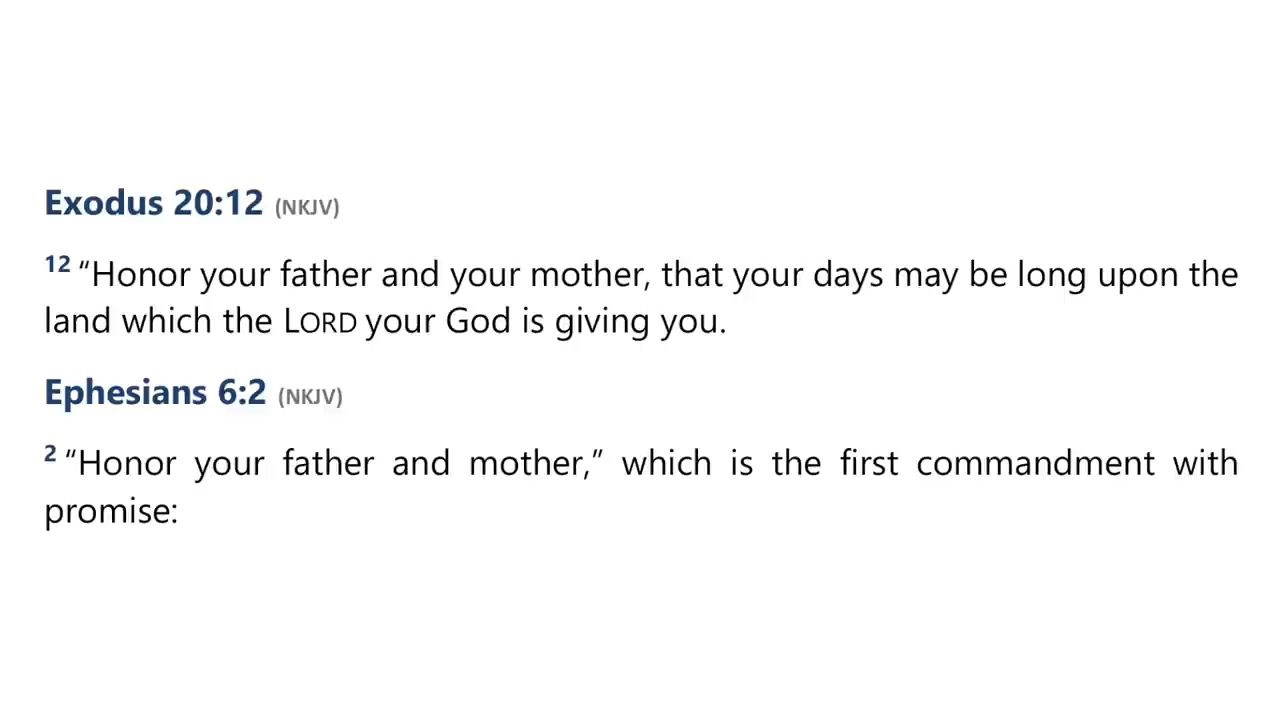 Exodus 20:12 (NKJV)
12 “Honor your father and your mother, that your days may be long upon the
land which the LORD your God is giving you.
Ephesians 6:2 (NKJV)
2 “Honor your father and mother,” which is the first commandment with
promise: